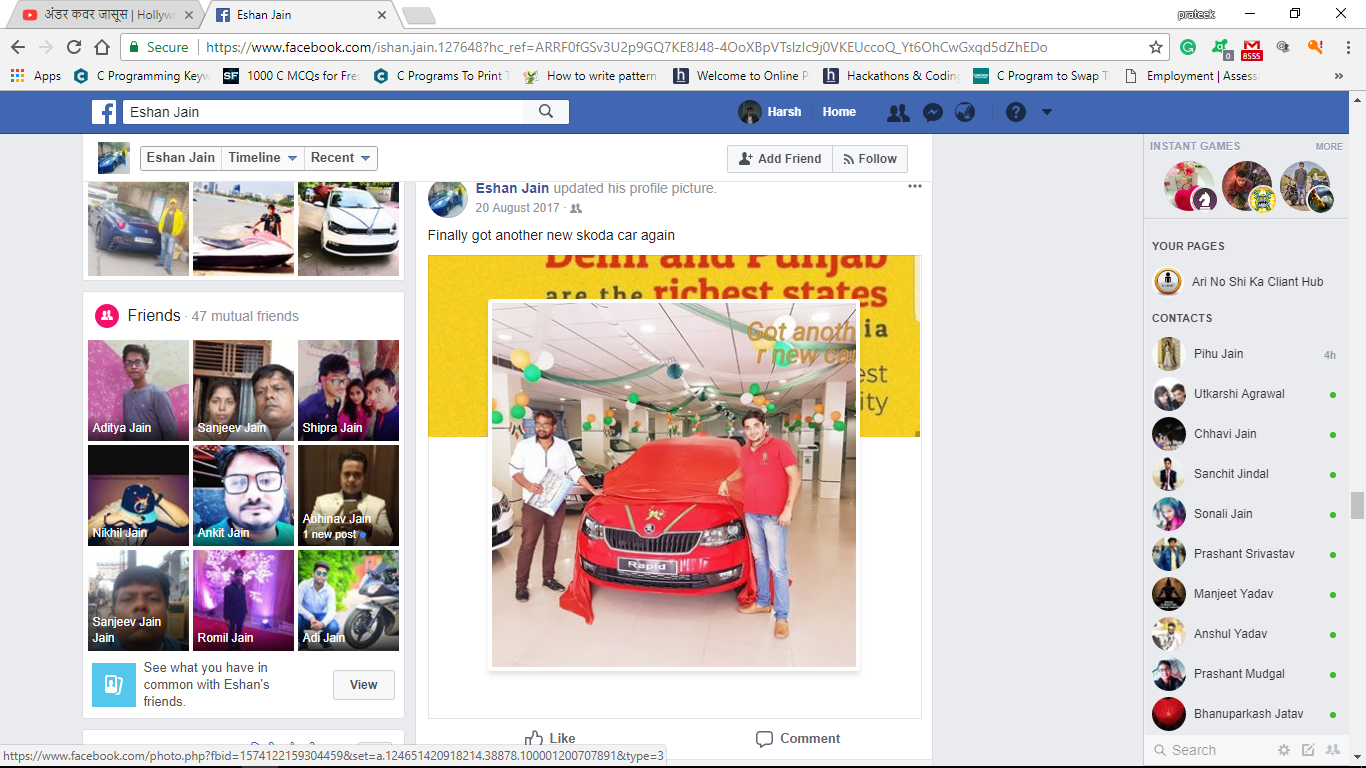 अंडर कवर जासूस | Hollyw
Eshan Jain
prateek
Secure
https://www.facebook.com/ishan.jain.127648?hc_ref=ARRF0fGSv3U2p9GQ7KE8J48-4OoXBpVTslzIc9j0VKEUccoQ_Yt6OhCwGxqd5dZhEDo
0
8555
Apps
C Programming Keyw
SF
1000 C MCQs for Fre
C Programs To Print T
How to write pattern
h
Welcome to Online P
h
Hackathons & Coding
C Program to Swap T
Employment | Assess
»
f
Eshan Jain
Harsh
Home
Eshan Jain
Timeline
Recent
Add Friend
Follow
Eshan Jain updated his profile picture.
20 August 2017 ·
Finally got another new skoda car again
Delhi and Punjab
are the richest states
ia
est
ity
Got anoth
r new car
Rapid
Friends · 47 mutual friends
Aditya Jain
Sanjeev Jain
Shipra Jain
Nikhil Jain
Ankit Jain
Abhinav Jain
1 new post
Sanjeev Jain
Jain
Romil Jain
Adi Jain
See what you have in
common with Eshan's
friends.
View
Like
Comment
https://www.facebook.com/photo.php?fbid=1574122159304459&set=a.124651420918214.38878.100001200707891&type=3
INSTANT GAMES
MORE
YOUR PAGES
Ari No Shi Ka Cliant Hub
CONTACTS
Pihu Jain
4h
Utkarshi Agrawal
Chhavi Jain
Sanchit Jindal
Sonali Jain
Prashant Srivastav
Manjeet Yadav
Anshul Yadav
Prashant Mudgal
Bhanuparkash Jatav
Search